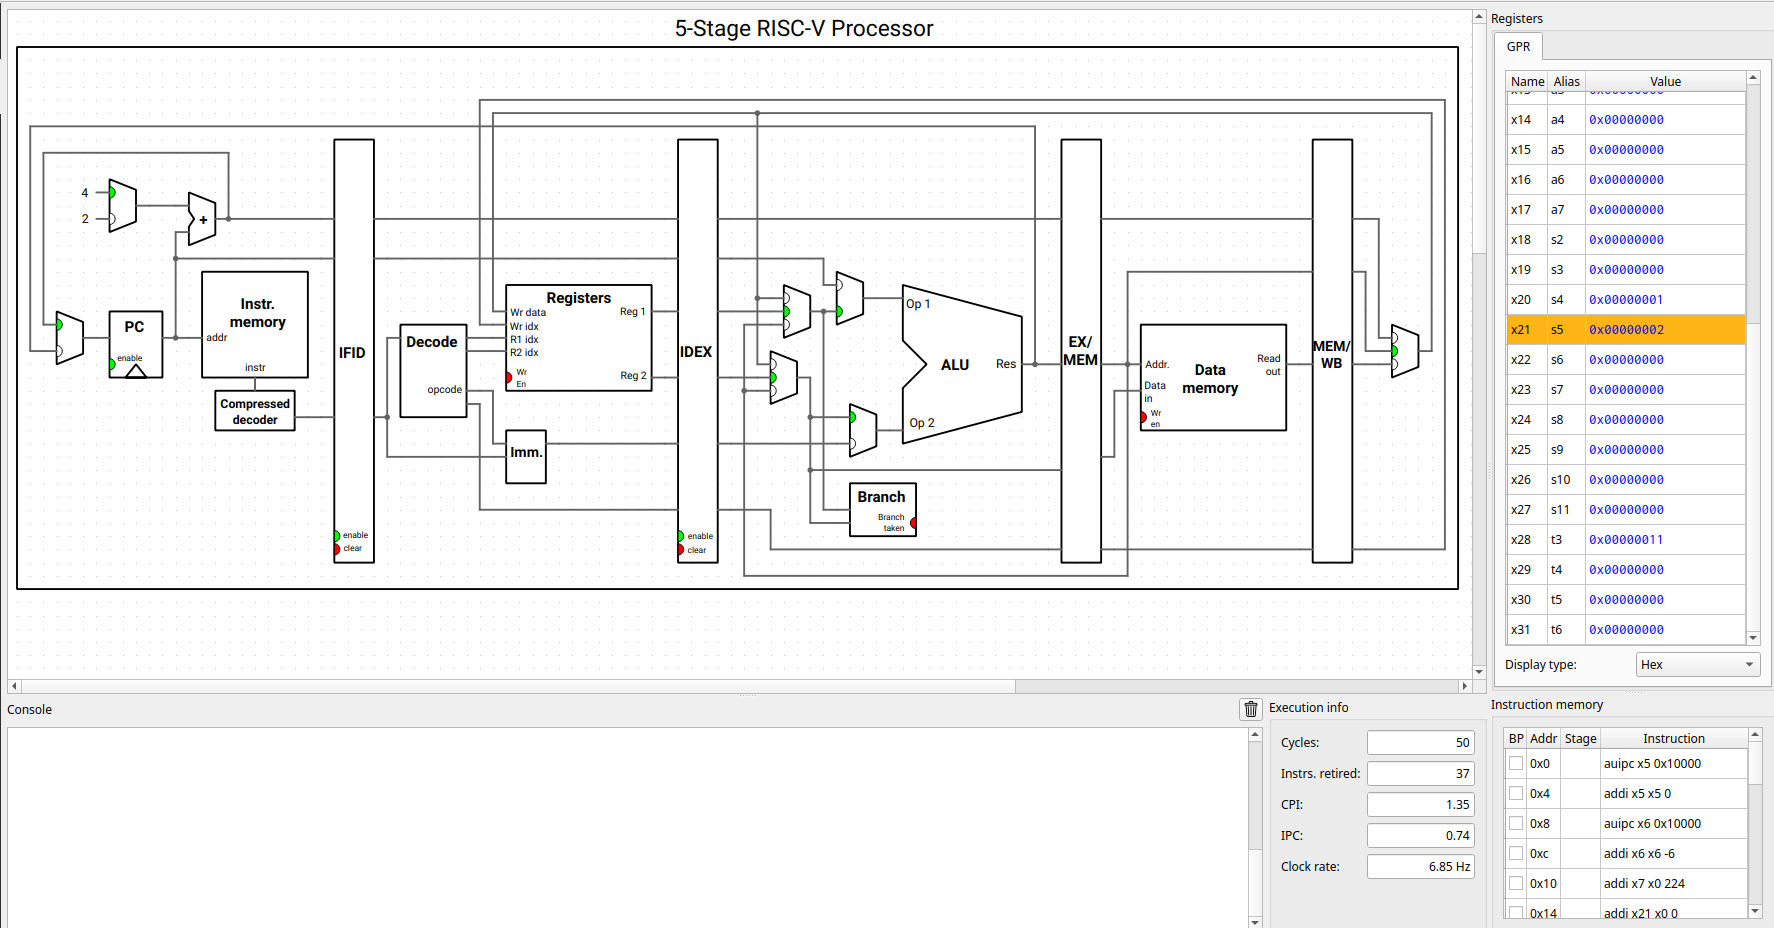 5-Stage RISC-V Processor
4
2
+
PC
enable
Instr.
memory
addr
instr
Compressed
decoder
IFID
enable
clear
Decode
opcode
Registers
Wr data
Wr idx
R1 idx
R2 idx
Wr
En
Reg 1
Reg 2
Imm.
IDEX
enable
clear
Op 1
ALU
Res
Op 2
Branch
Branch
taken
EX/
MEM
Addr.
Data
in
Wr
en
Data
memory
Read
out
MEM/
WB
Registers
GPR
Name Alias Value
x14 a4 0x00000000
x15 a5 0x00000000
x16 a6 0x00000000
x17 a7 0x00000000
x18 s2 0x00000000
x19 s3 0x00000000
x20 s4 0x00000001
x21 s5 0x00000002
x22 s6 0x00000000
x23 s7 0x00000000
x24 s8 0x00000000
x25 s9 0x00000000
x26 s10 0x00000000
x27 s11 0x00000000
x28 t3 0x00000011
x29 t4 0x00000000
x30 t5 0x00000000
x31 t6 0x00000000
Display type: Hex
Console
Execution info
Cycles: 50
Instrs. retired: 37
CPI: 1.35
IPC: 0.74
Clock rate: 6.85 Hz
Instruction memory
BP Addr Stage Instruction
0x0 auipc x5 0x10000
0x4 addi x5 x5 0
0x8 auipc x6 0x10000
0xc addi x6 x6 -6
0x10 addi x7 x0 224
0x14 addi x21 x0 0